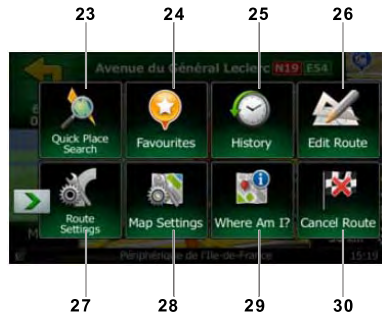 23 24 25 26
Avenue du Général Leclerc N19 E54
Quick Place Search
Favourites
History
Edit Route
Route Settings
Map Settings
Where Am I?
Cancel Route
Périphérique de l'Ile-de-France 15:19
27 28 29 30